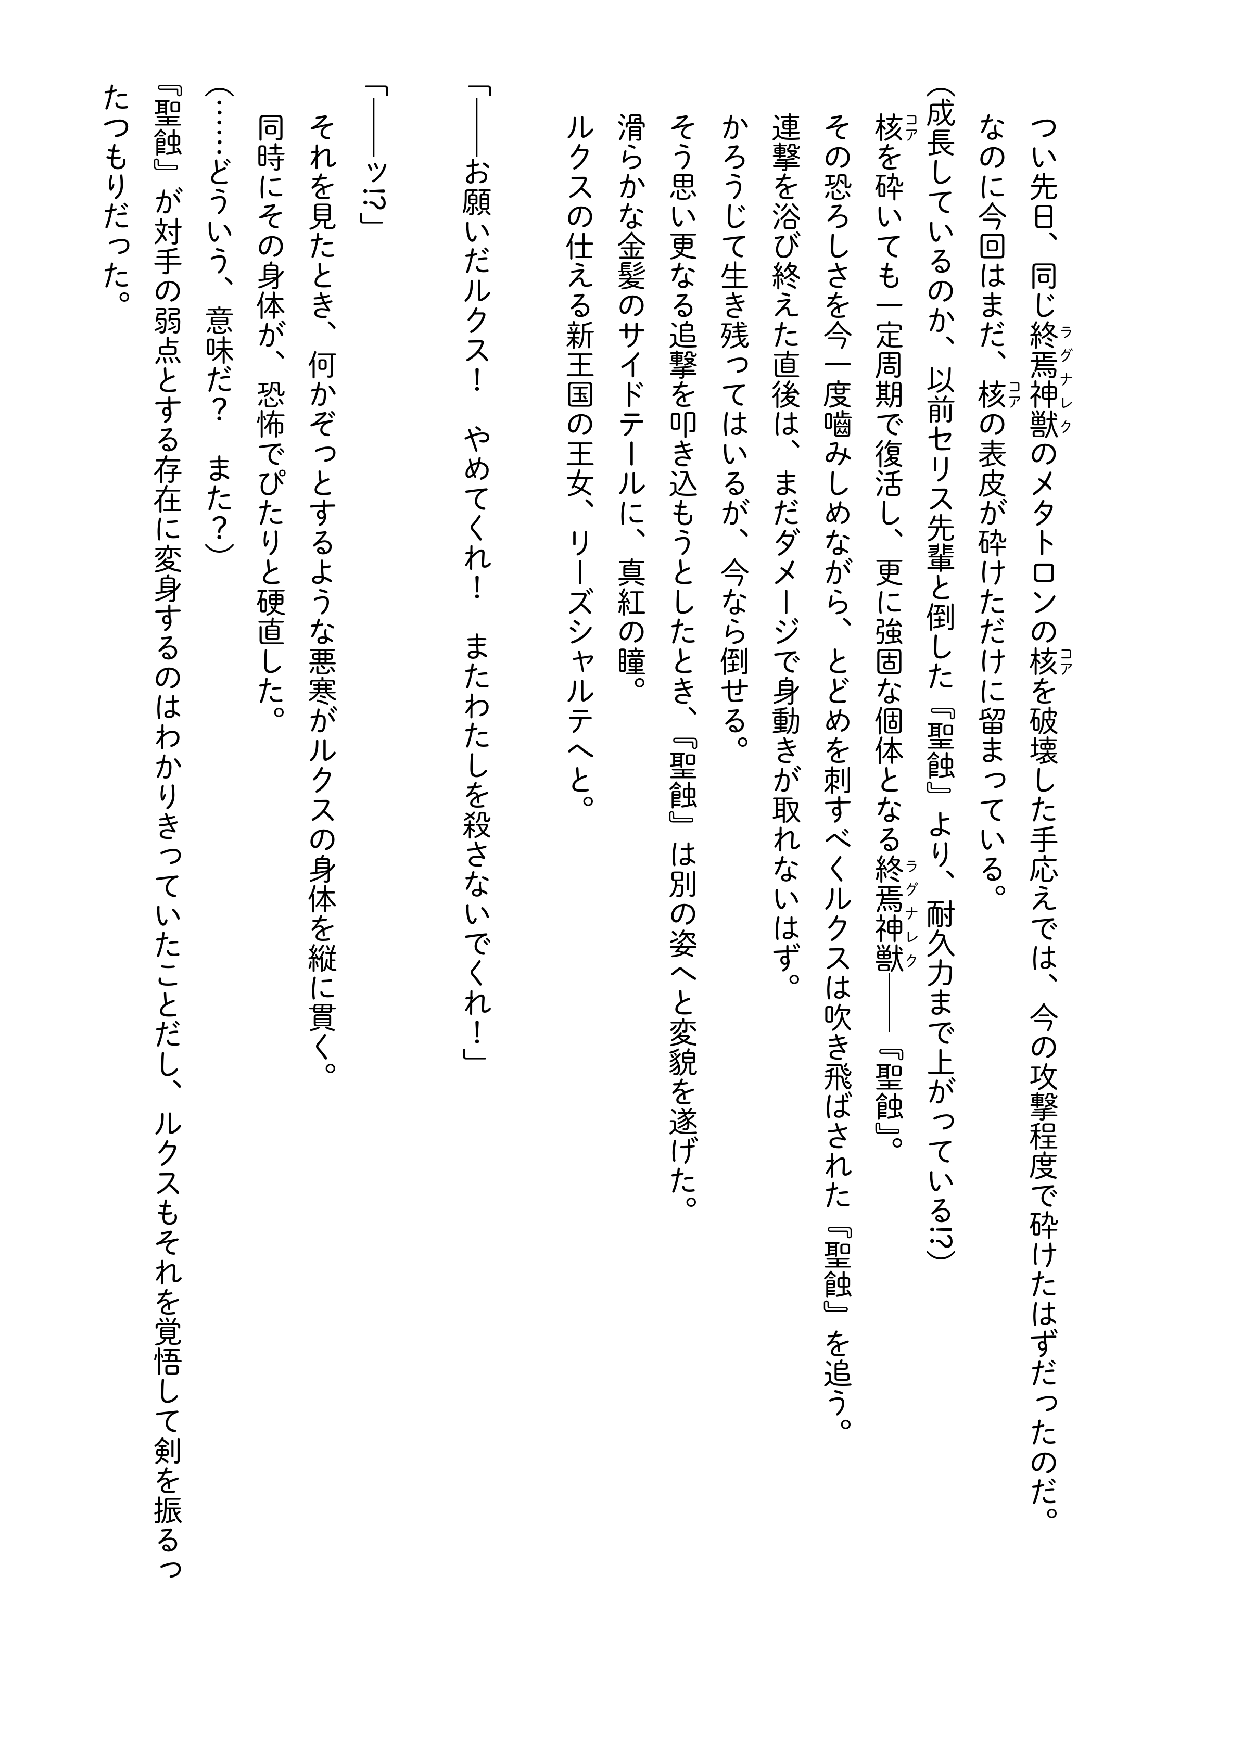 つい先日、同じ終焉神獣のメタトロンの核を破壊した手応えでは、今の攻撃程度で砕けたはずだったのだ。
なのに今回はまだ、核の表皮が砕けただけに留まっている。
(成長しているのか、以前セリス先輩と倒した『聖蝕』より、耐久力まで上がっている!?)
核を砕いても一定周期で復活し、更に強固な個体となる終焉神獣――『聖蝕』。
その恐ろしさを今一度嚙みしめながら、とどめを刺すべくルクスは吹き飛ばされた『聖蝕』を追う。
連撃を浴び終えた直後は、まだダメージで身動きが取れないはず。
かろうじて生き残ってはいるが、今なら倒せる。
そう思い更なる追撃を叩き込もうとしたとき、『聖蝕』は別の姿へと変貌を遂げた。
滑らかな金髪のサイドテールに、真紅の瞳。
ルクスの仕える新王国の王女、リーズシャルテへと。
「――お願いだルクス！　やめてくれ！　またわたしを殺さないでくれ！」
「――ッ!?」
それを見たとき、何かぞっとするような悪寒がルクスの身体を縦に貫く。
同時にその身体が、恐怖でぴたりと硬直した。
(……どういう、意味だ？　また？)
『聖蝕』が対手の弱点とする存在に変身するのはわかりきっていたことだし、ルクスもそれを覚悟して剣を振るっ
たつもりだった。